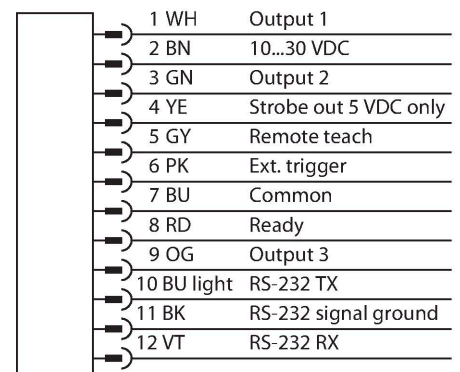 1 WH Output 1
2 BN 10...30 VDC
3 GN Output 2
4 YE Strobe out 5 VDC only
5 GY Remote teach
6 PK Ext. trigger
7 BU Common
8 RD Ready
9 OG Output 3
10 BU light RS-232 TX
11 BK RS-232 signal ground
12 VT RS-232 RX